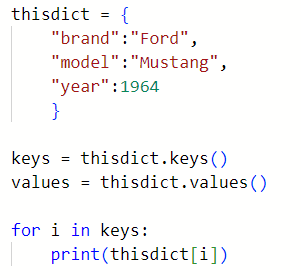 thisdict = {
    "brand":"Ford",
    "model":"Mustang",
    "year":1964
    }

keys = thisdict.keys()
values = thisdict.values()

for i in keys:
    print(thisdict[i])